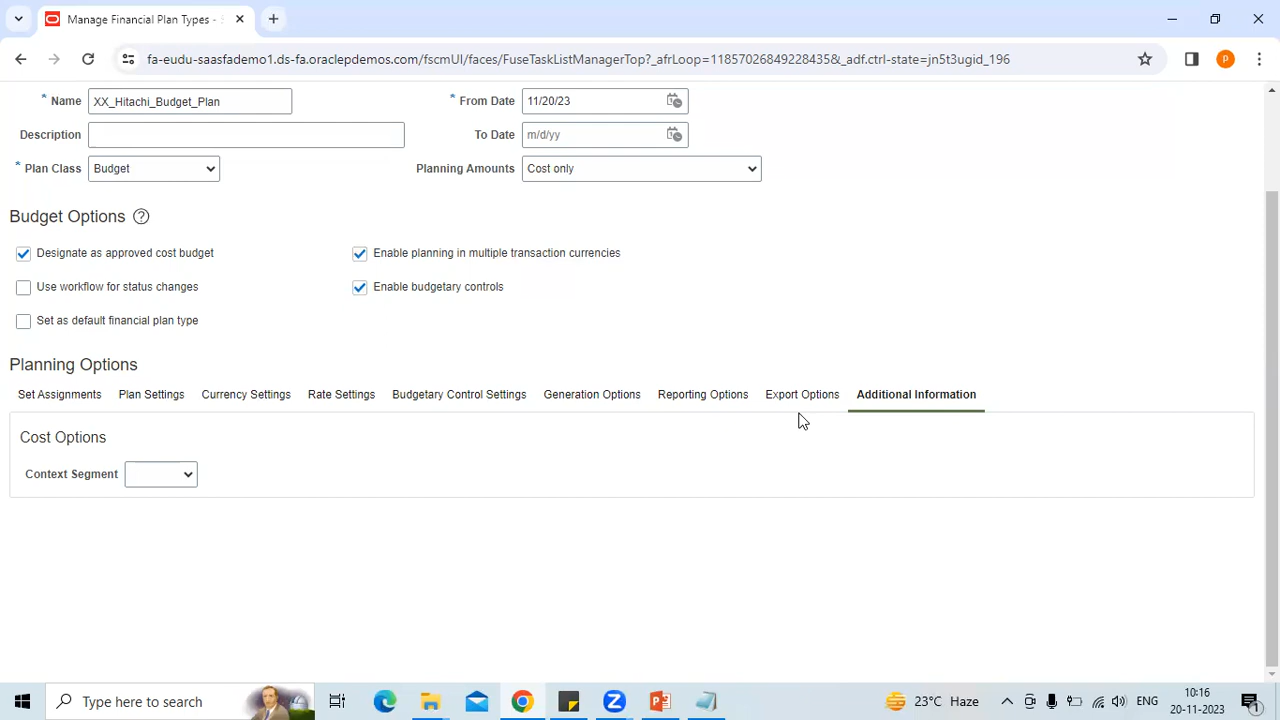 Manage Financial Plan Types - S
fa-eudu-saasfademo1.ds-fa.oraclepdemos.com/fscmUI/faces/FuseTaskListManagerTop?_afrLoop=11857026849228435&_adf.ctrl-state=jn5t3ugid_196
P
* Name XX_Hitachi_Budget_Plan * From Date 11/20/23
Description To Date m/d/yy
* Plan Class Budget Planning Amounts Cost only
Budget Options ?
Designate as approved cost budget Enable planning in multiple transaction currencies
Use workflow for status changes Enable budgetary controls
Set as default financial plan type
Planning Options
Set Assignments Plan Settings Currency Settings Rate Settings Budgetary Control Settings Generation Options Reporting Options Export Options Additional Information
Cost Options
Context Segment
Type here to search 23°C Haze ENG 10:16
20-11-2023 1